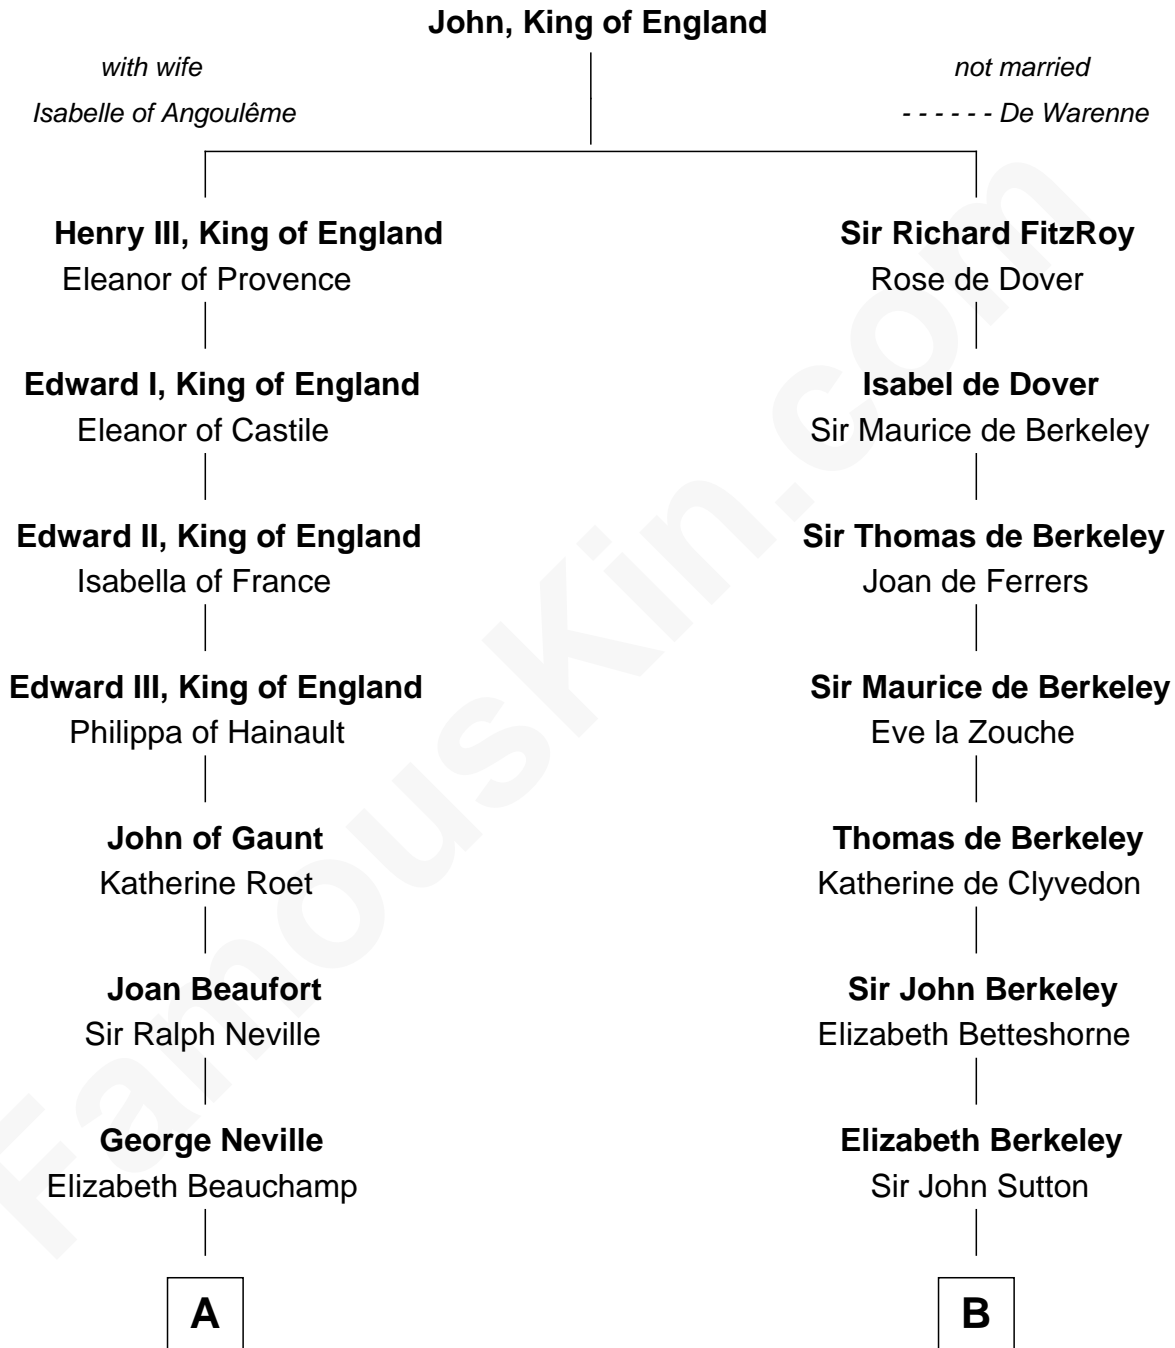 John, King of England
with wife
Isabelle of Angoulême
not married
- - - - - - De Warenne
Henry III, King of England
Eleanor of Provence
Sir Richard FitzRoy
Rose de Dover
Edward I, King of England
Eleanor of Castile
Isabel de Dover
Sir Maurice de Berkeley
Edward II, King of England
Isabella of France
Sir Thomas de Berkeley
Joan de Ferrers
Edward III, King of England
Philippa of Hainault
Sir Maurice de Berkeley
Eve la Zouche
John of Gaunt
Katherine Roet
Thomas de Berkeley
Katherine de Clyvedon
Joan Beaufort
Sir Ralph Neville
Sir John Berkeley
Elizabeth Betteshorne
George Neville
Elizabeth Beauchamp
Elizabeth Berkeley
Sir John Sutton
A
B
FamousKin.com